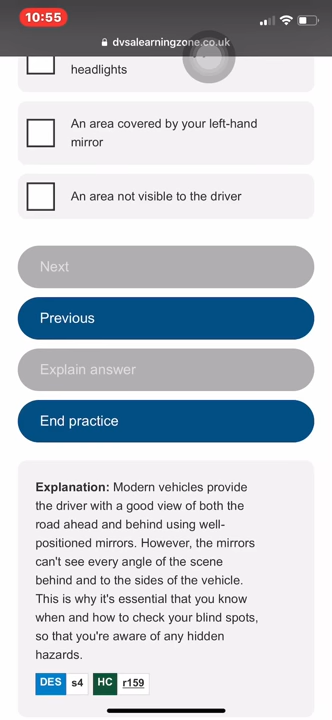 10:55
dvsalearningzone.co.uk
headlights
An area covered by your left-hand
mirror
An area not visible to the driver
Next
Previous
Explain answer
End practice
Explanation: Modern vehicles provide
the driver with a good view of both the
road ahead and behind using well-
positioned mirrors. However, the mirrors
can't see every angle of the scene
behind and to the sides of the vehicle.
This is why it's essential that you know
when and how to check your blind spots,
so that you're aware of any hidden
hazards.
DES s4 HC r159